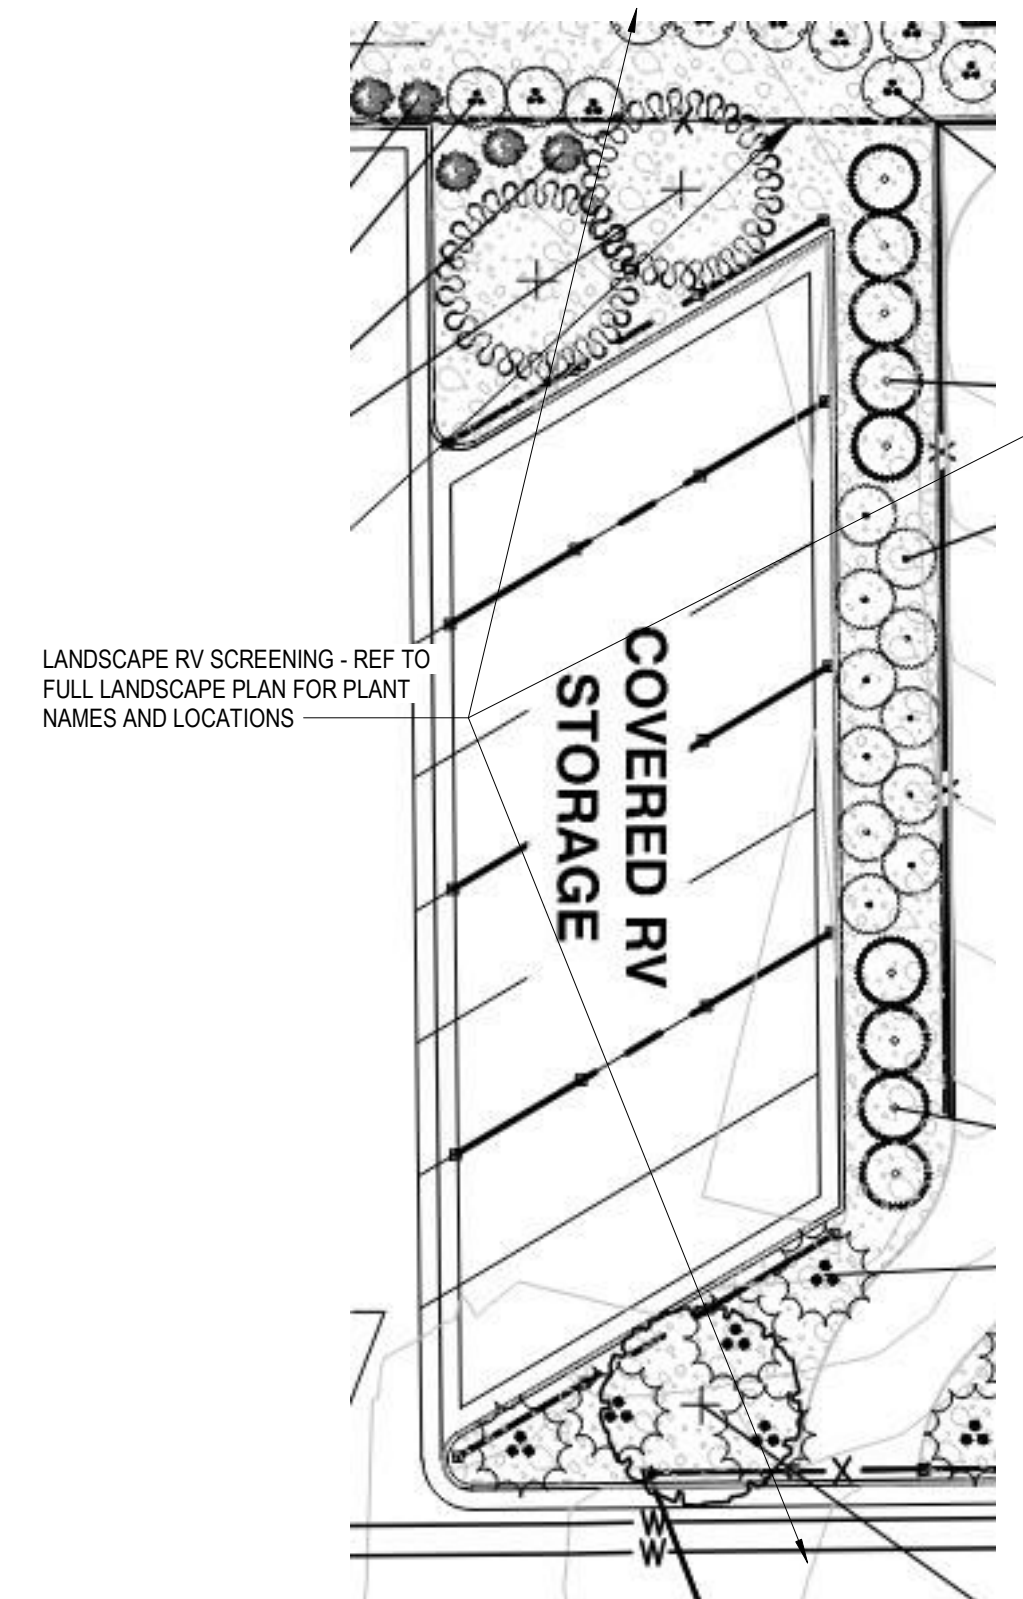 LANDSCAPE RV SCREENING - REF TO
FULL LANDSCAPE PLAN FOR PLANT
NAMES AND LOCATIONS
COVERED RV
STORAGE
X
W
W